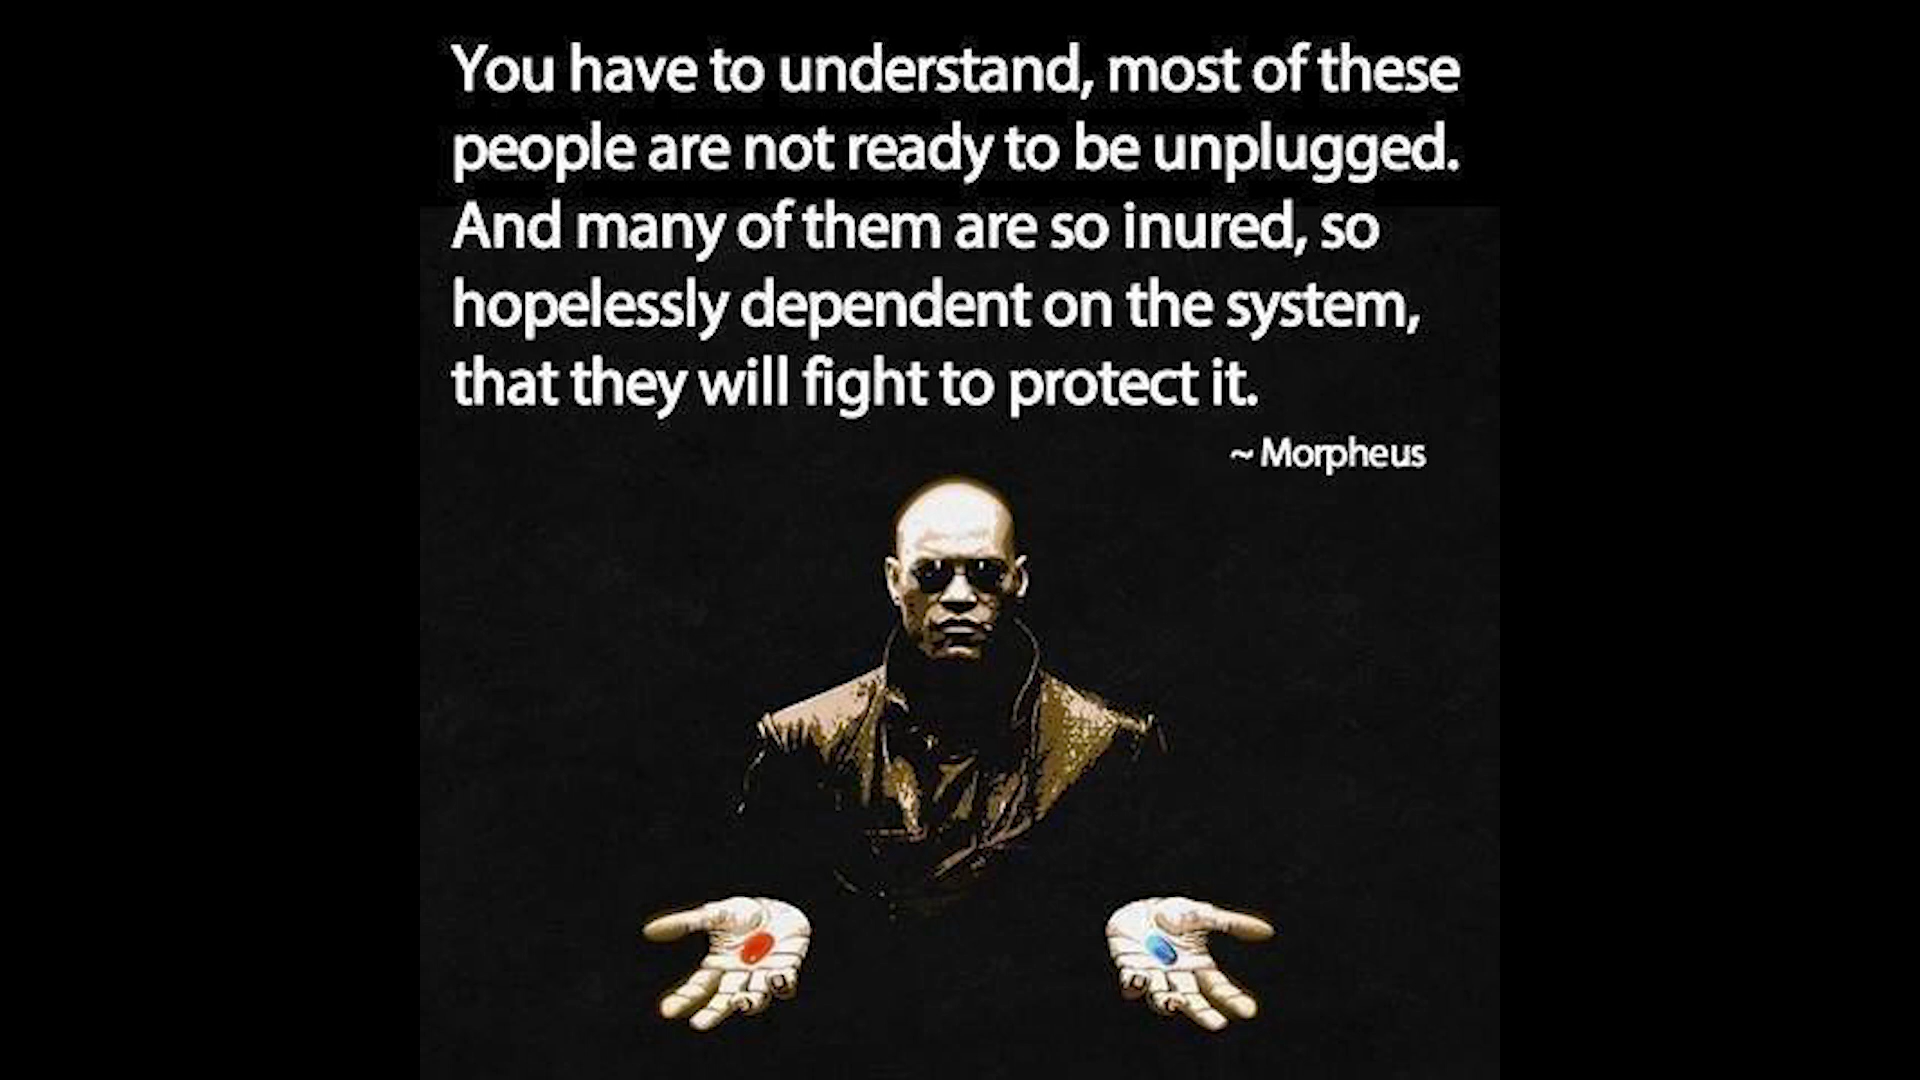 You have to understand, most of these
people are not ready to be unplugged.
And many of them are so inured, so
hopelessly dependent on the system,
that they will fight to protect it.
~ Morpheus